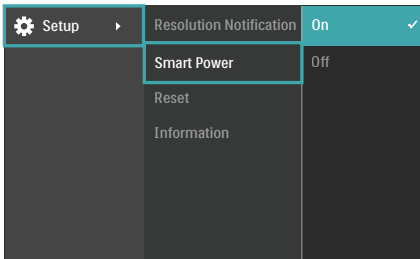 Setup
Resolution Notification
On
Smart Power
Off
Reset
Information